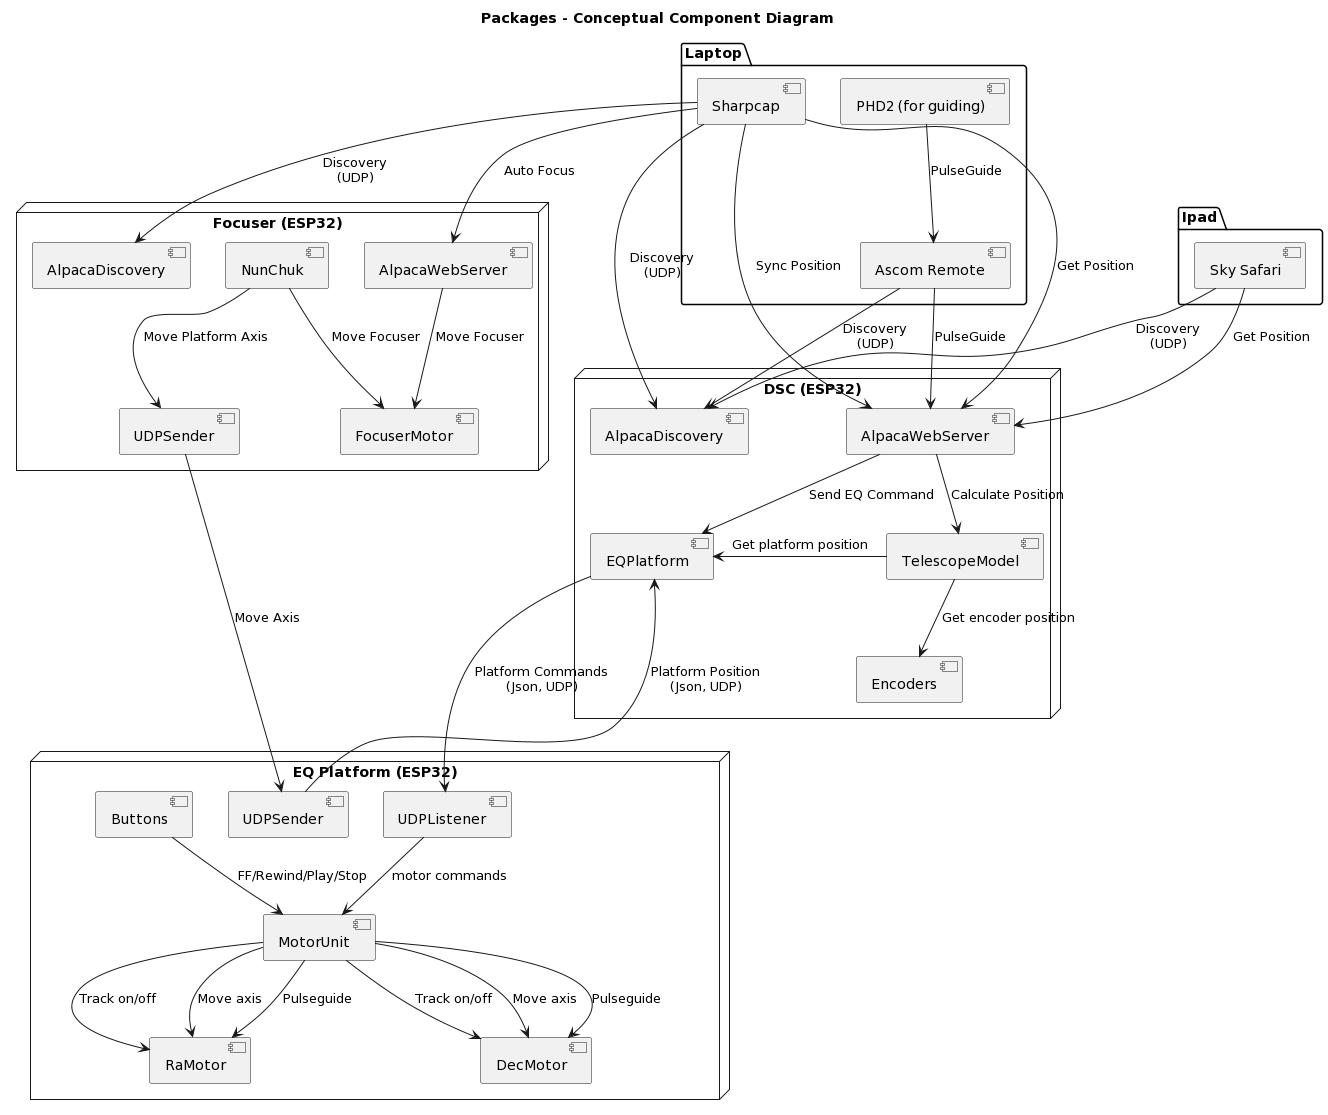 Packages - Conceptual Component Diagram
Laptop
Sharpcap
PHD2 (for guiding)
Discovery
(UDP)
Auto Focus
PulseGuide
Focuser (ESP32)
Ipad
AlpacaDiscovery
NunChuk
AlpacaWebServer
Discovery
(UDP)
Sync Position
Ascom Remote
Get Position
Sky Safari
Move Platform Axis
Move Focuser
Move Focuser
Discovery
(UDP)
PulseGuide
Discovery
(UDP)
Get Position
DSC (ESP32)
UDPSender
FocuserMotor
AlpacaDiscovery
AlpacaWebServer
Send EQ Command
Calculate Position
EQPlatform
Get platform position
TelescopeModel
Move Axis
Get encoder position
Platform Commands
(Json, UDP)
Platform Position
(Json, UDP)
Encoders
EQ Platform (ESP32)
Buttons
UDPSender
UDPListener
FF/Rewind/Play/Stop
motor commands
MotorUnit
Track on/off
Move axis
Pulseguide
Track on/off
Move axis
Pulseguide
RaMotor
DecMotor